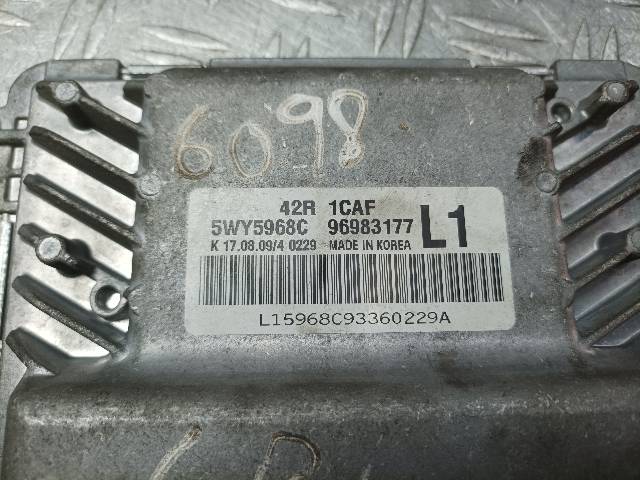 6098
42R 1CAF
5WY5968C 96983177 L1
K 17.08.09/4 0229 MADE IN KOREA
L15968C93360229A